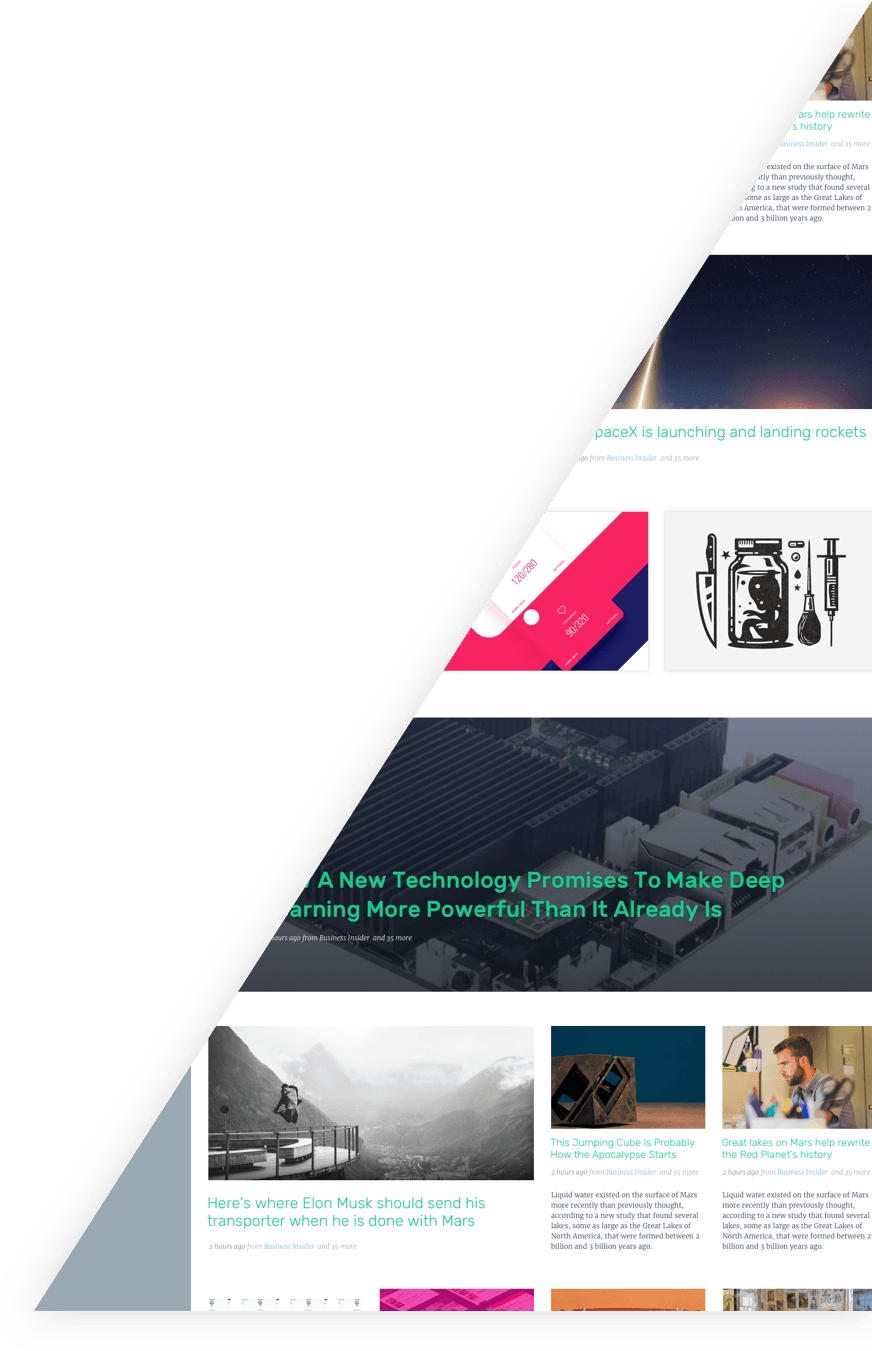 ars help rewrite
s history
Business Insider and 35 more
existed on the surface of Mars
than previously thought,
to a new study that found several
some as large as the Great Lakes of
America, that were formed between 2
and 3 billion years ago.
paceX is launching and landing rockets
ago from Business Insider and 35 more
120/280
90/320
A New Technology Promises To Make Deep
arning More Powerful Than It Already Is
hours ago from Business Insider and 35 more
Here's where Elon Musk should send his
transporter when he is done with Mars
2 hours ago from Business Insider and 35 more
This Jumping Cube Is Probably
How the Apocalypse Starts
2 hours ago from Business Insider and 35 more
Liquid water existed on the surface of Mars
more recently than previously thought,
according to a new study that found several
lakes, some as large as the Great Lakes of
North America, that were formed between 2
billion and 3 billion years ago.
Great lakes on Mars help rewrite
the Red Planet's history
2 hours ago from Business Insider and 35 more
Liquid water existed on the surface of Mars
more recently than previously thought,
according to a new study that found several
lakes, some as large as the Great Lakes of
North America, that were formed between 2
billion and 3 billion years ago.